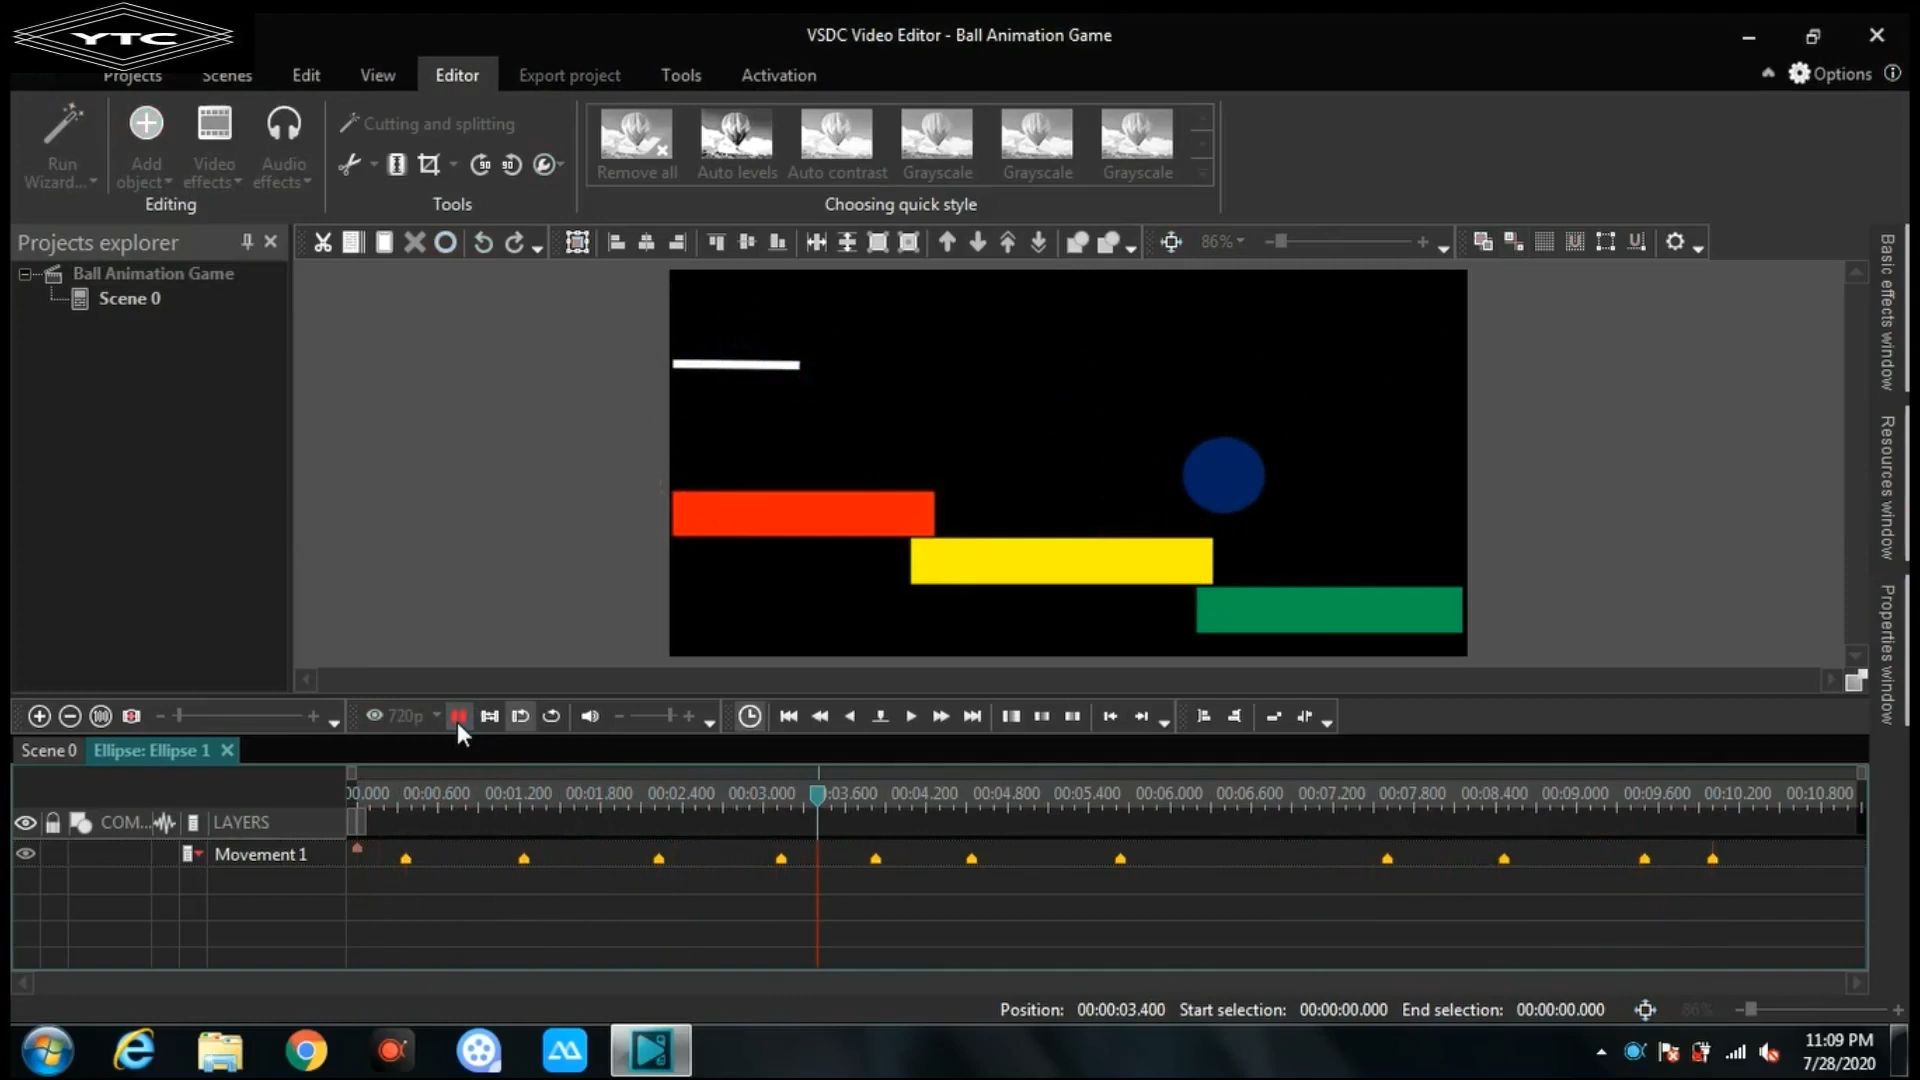 YTC
VSDC Video Editor - Ball Animation Game
Projects Scenes Edit View Editor Export project Tools Activation Options
Run Wizard... Add object Video effects Audio effects
Editing
Cutting and splitting
Tools
Remove all Auto levels Auto contrast Grayscale Grayscale Grayscale
Choosing quick style
Projects explorer
86%
Ball Animation Game
Scene 0
Basic effects window
Resources window
Properties window
720p
Scene 0 Ellipse: Ellipse 1
00.000 00:00.600 00:01.200 00:01.800 00:02.400 00:03.000 0:03.600 00:04.200 00:04.800 00:05.400 00:06.000 00:06.600 00:07.200 00:07.800 00:08.400 00:09.000 00:09.600 00:10.200 00:10.800
COM... LAYERS
Movement 1
Position: 00:00:03.400 Start selection: 00:00:00.000 End selection: 00:00:00.000 86%
11:09 PM
7/28/2020